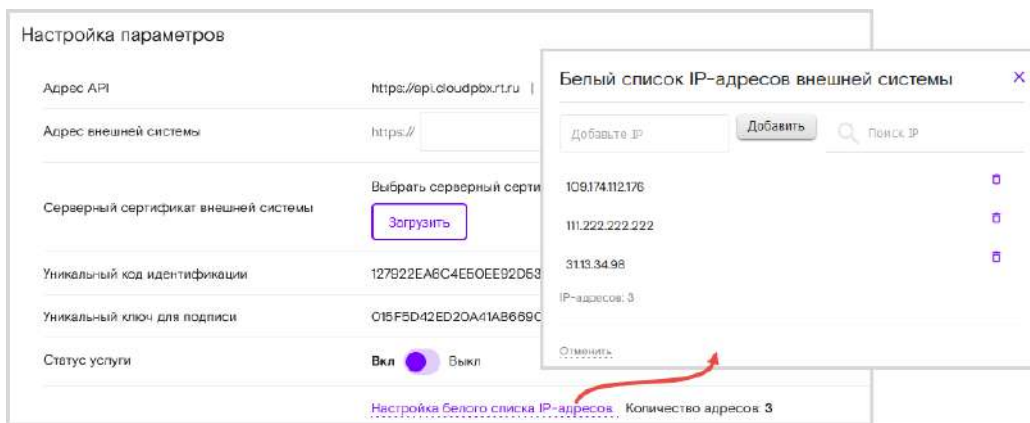 Настройка параметров
Адрес API https://api.cloudpbx.rt.ru |
Адрес внешней системы https://
Серверный сертификат внешней системы
Выбрать серверный серти
Загрузить
Уникальный код идентификации 127922EA6C4E50EE92D53
Уникальный ключ для подписи 015F5D42ED20A41AB669C
Статус услуги Вкл Выкл
Настройка белого списка IP-адресов Количество адресов: 3
Белый список IP-адресов внешней системы
Добавьте IP Добавить Поиск IP
109.174.112.176
111.222.222.222
31.13.34.98
IP-адресов: 3
Отменить